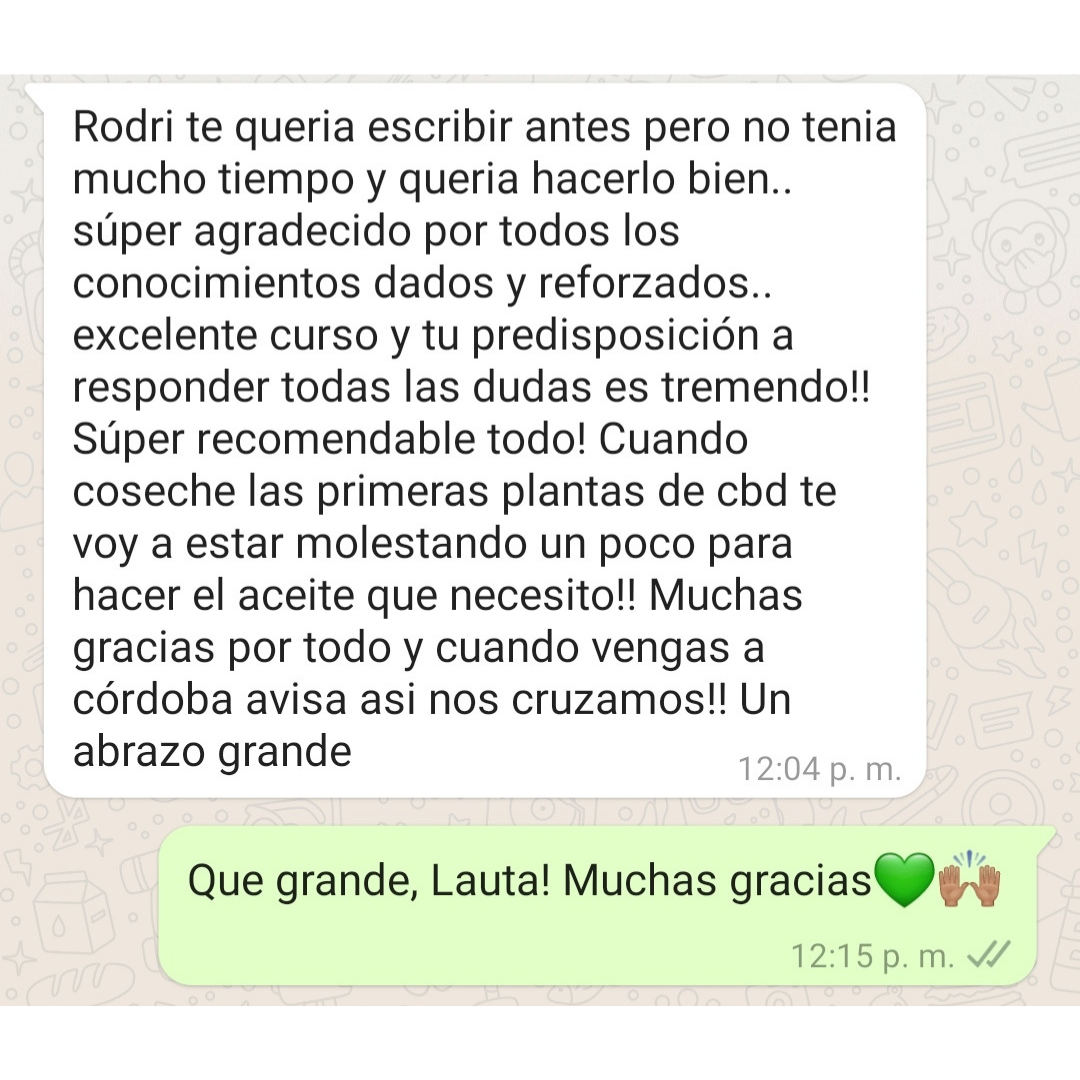 Rodri te queria escribir antes pero no tenia
mucho tiempo y queria hacerlo bien..
súper agradecido por todos los
conocimientos dados y reforzados..
excelente curso y tu predisposición a
responder todas las dudas es tremendo!!
Súper recomendable todo! Cuando
coseche las primeras plantas de cbd te
voy a estar molestando un poco para
hacer el aceite que necesito!! Muchas
gracias por todo y cuando vengas a
córdoba avisa asi nos cruzamos!! Un
abrazo grande
12:04 p. m.
Que grande, Lauta! Muchas gracias💚🙌🏽
12:15 p. m.